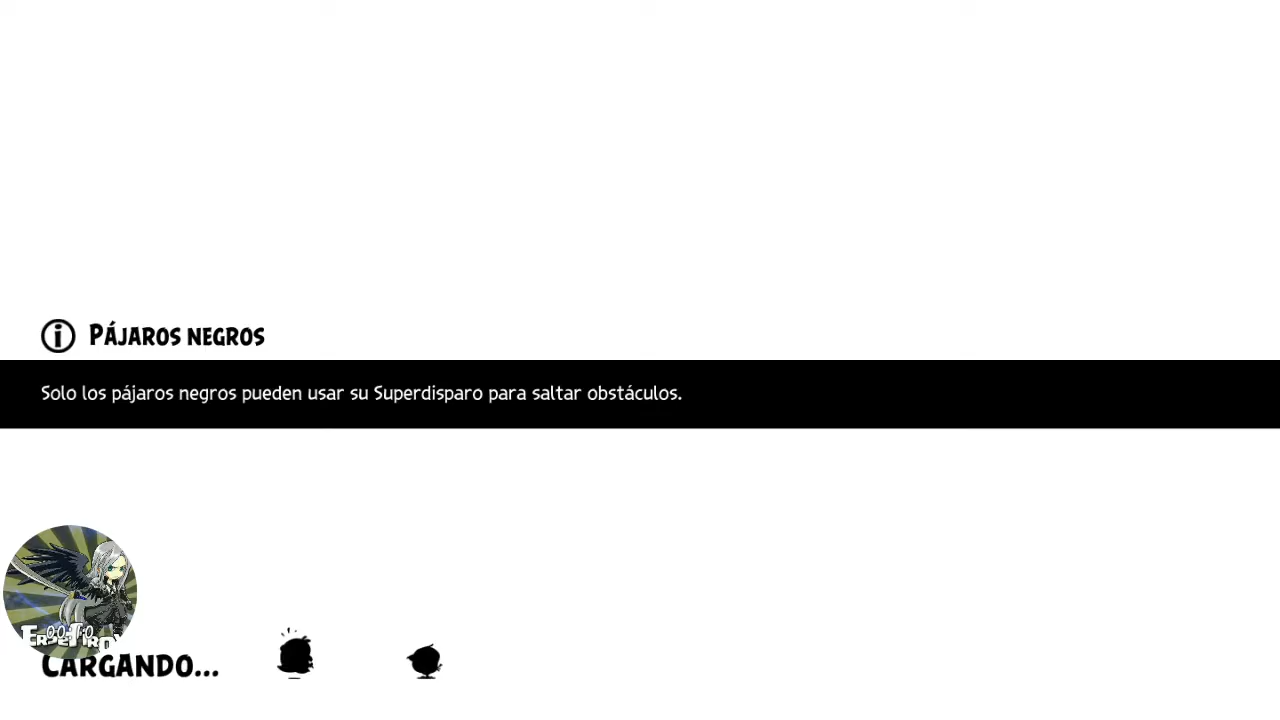 Pájaros negros
Solo los pájaros negros pueden usar su Superdisparo para saltar obstáculos.
Cargando...